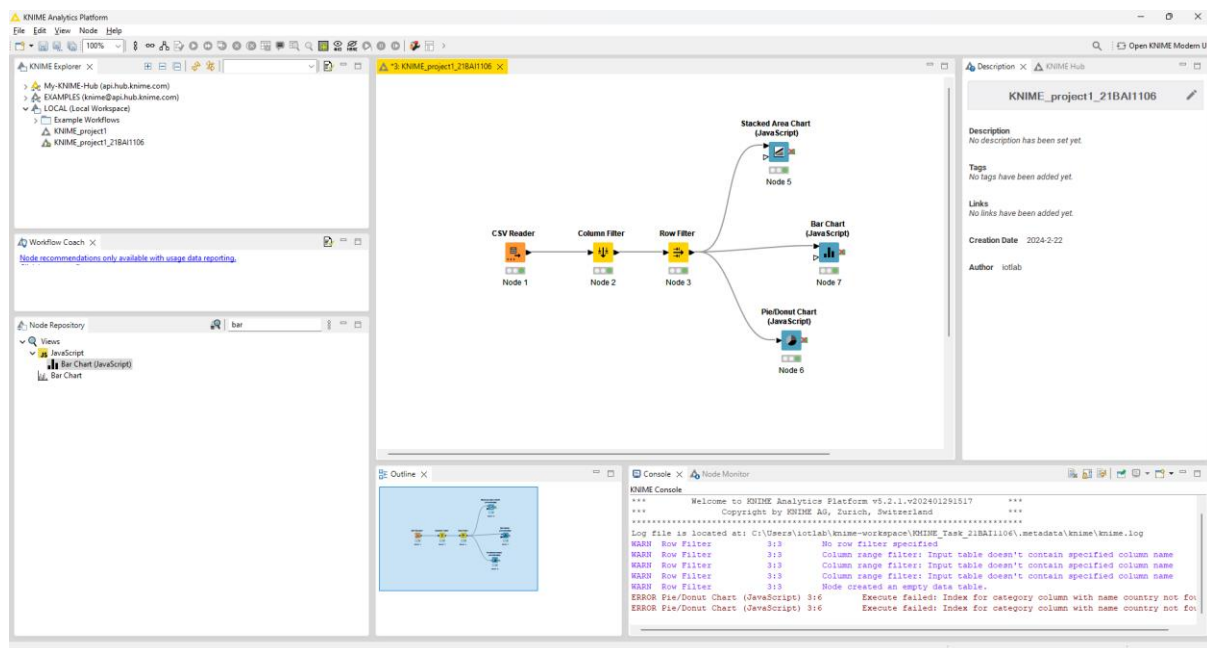 KNIME Analytics Platform
File Edit View Node Help
100%
Open KNIME Modern U
KNIME Explorer
My-KNIME-Hub (api.hub.knime.com)
EXAMPLES (knime@api.hub.knime.com)
LOCAL (Local Workspace)
Example Workflows
KNIME_project1
KNIME_project1_21BAI1106
Workflow Coach
Node recommendations only available with usage data reporting.
Node Repository
bar
Views
JavaScript
Bar Chart (JavaScript)
Bar Chart
*3: KNIME_project1_21BAI1106
Stacked Area Chart
(JavaScript)
Node 5
CSV Reader
Node 1
Column Filter
Node 2
Row Filter
Node 3
Bar Chart
(JavaScript)
Node 7
Pie/Donut Chart
(JavaScript)
Node 6
Description
KNIME Hub
KNIME_project1_21BAI1106
Description
No description has been set yet.
Tags
No tags have been added yet.
Links
No links have been added yet.
Creation Date 2024-2-22
Author iotlab
Outline
Console
Node Monitor
KNIME Console
*** Welcome to KNIME Analytics Platform v5.2.1.v202401291517 ***
*** Copyright by KNIME AG, Zurich, Switzerland ***
Log file is located at: C:\Users\iotlab\knime-workspace\KNIME_Task_21BAI1106\.metadata\knime\knime.log
WARN Row Filter 3:3 No row filter specified
WARN Row Filter 3:3 Column range filter: Input table doesn't contain specified column name
WARN Row Filter 3:3 Column range filter: Input table doesn't contain specified column name
WARN Row Filter 3:3 Column range filter: Input table doesn't contain specified column name
WARN Row Filter 3:3 Node created an empty data table.
ERROR Pie/Donut Chart (JavaScript) 3:6 Execute failed: Index for category column with name country not fou
ERROR Pie/Donut Chart (JavaScript) 3:6 Execute failed: Index for category column with name country not fou